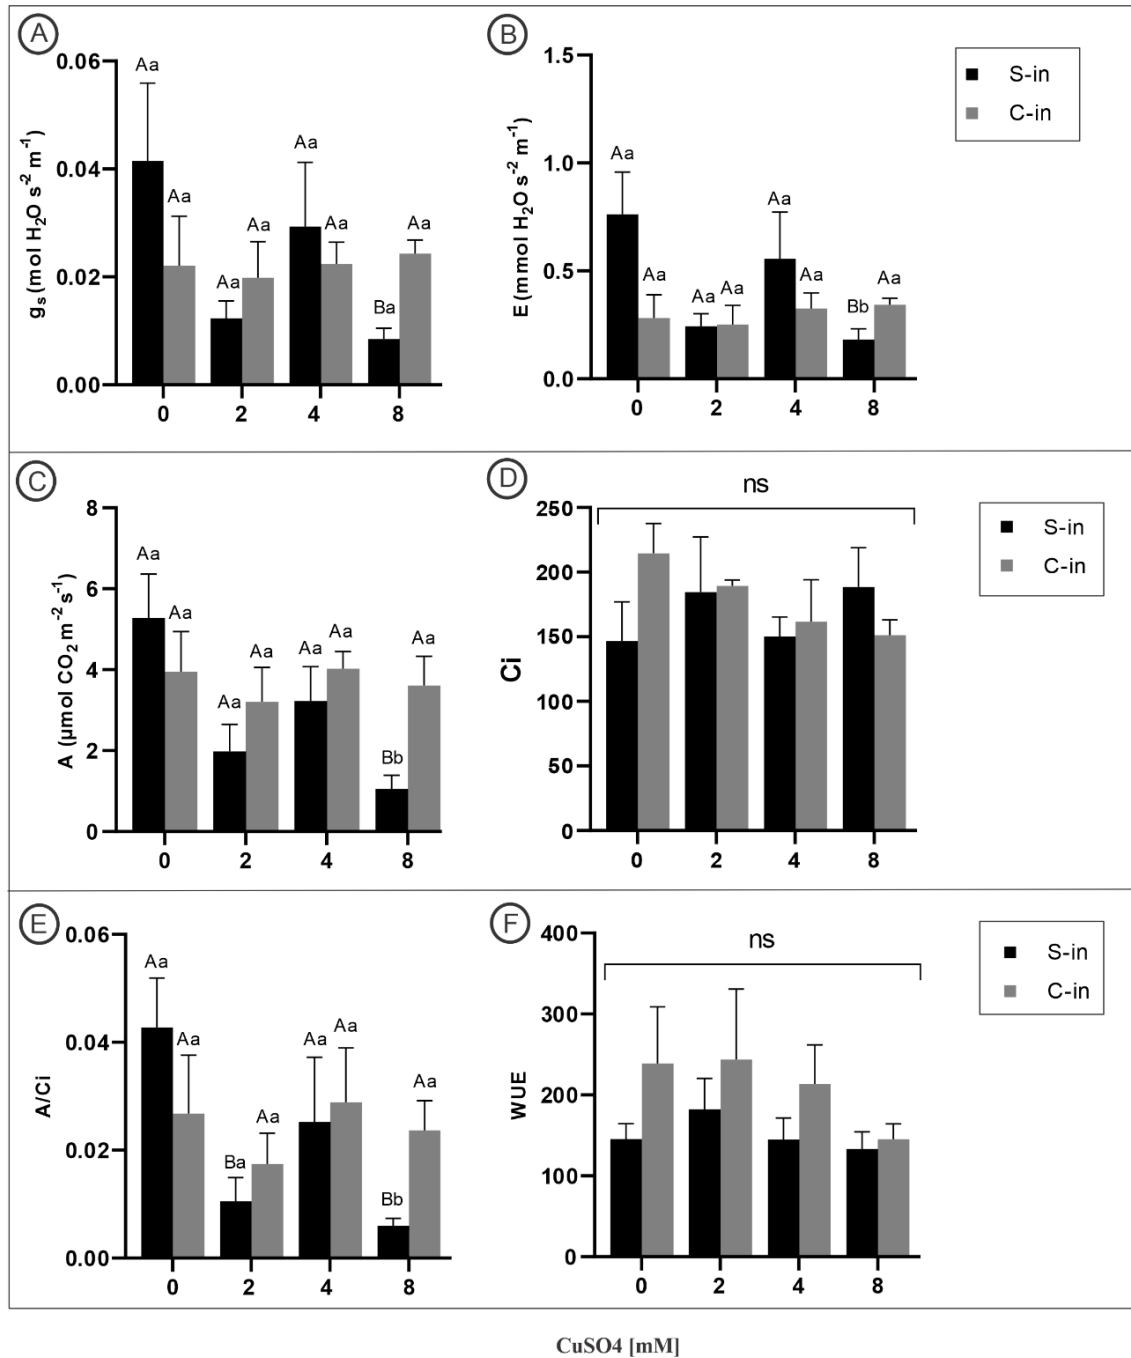 A
B
0.06
0.04
0.02
0.00
gs (mol H2O s-2 m-1)
Aa
Aa
Aa
Aa
Aa
Aa
Ba
Aa
0
2
4
8
1.5
1.0
0.5
0.0
E (mmol H2O s-2 m-1)
Aa
Aa
Aa
Aa
Aa
Aa
Bb
Aa
0
2
4
8
S-in
C-in
C
D
8
6
4
2
0
A (µmol CO2 m-2 s-1)
Aa
Aa
Aa
Aa
Aa
Aa
Bb
Aa
0
2
4
8
ns
250
200
150
100
50
0
Ci
0
2
4
8
S-in
C-in
E
F
0.06
0.04
0.02
0.00
A/Ci
Aa
Aa
Ba
Aa
Aa
Aa
Bb
Aa
0
2
4
8
ns
400
300
200
100
0
WUE
0
2
4
8
S-in
C-in
CuSO4 [mM]